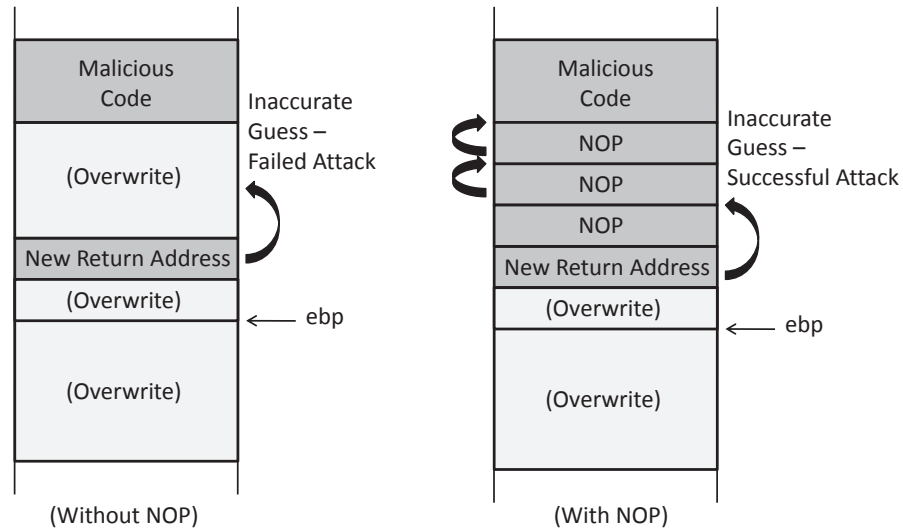 Malicious
Code
Inaccurate
Guess –
Failed Attack
(Overwrite)
New Return Address
(Overwrite)
ebp
(Overwrite)
(Without NOP)
Malicious
Code
NOP
NOP
NOP
Inaccurate
Guess –
Successful Attack
New Return Address
(Overwrite)
ebp
(Overwrite)
(With NOP)